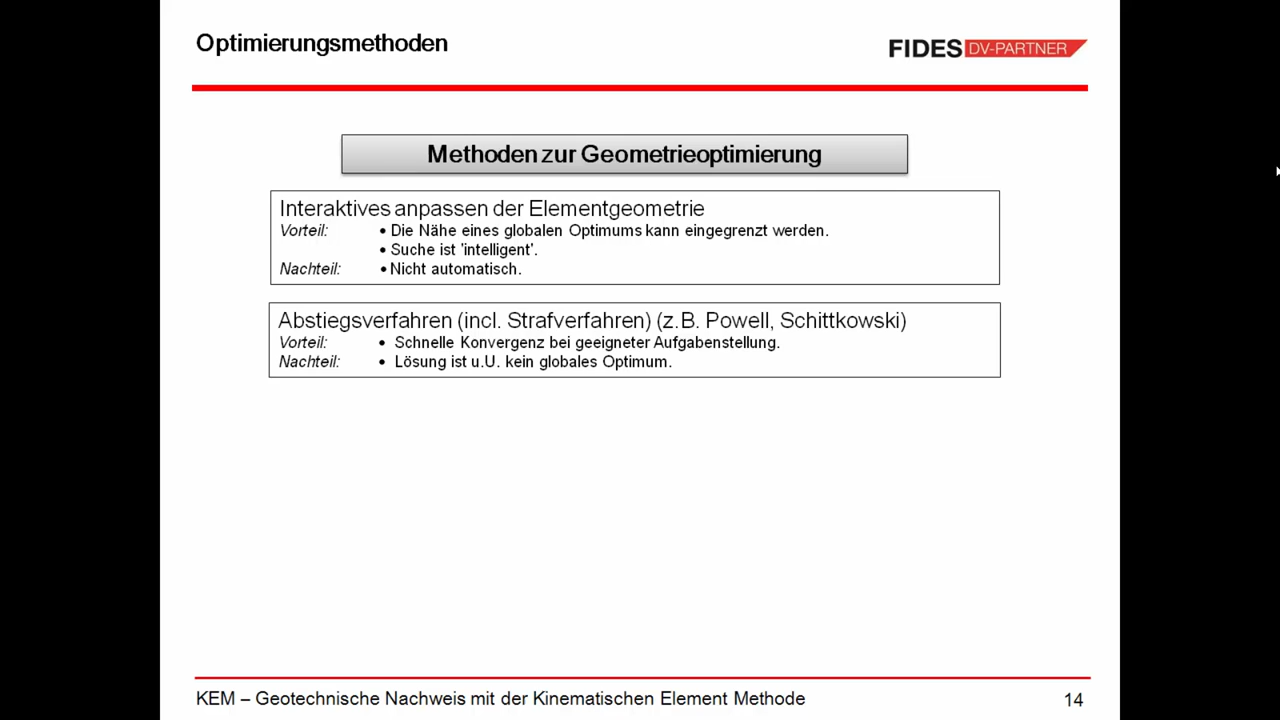 Optimierungsmethoden
FIDES DV-PARTNER
Methoden zur Geometrieoptimierung
Interaktives anpassen der Elementgeometrie
Vorteil: • Die Nähe eines globalen Optimums kann eingegrenzt werden.
• Suche ist 'intelligent'.
Nachteil: • Nicht automatisch.
Abstiegsverfahren (incl. Strafverfahren) (z.B. Powell, Schittkowski)
Vorteil: • Schnelle Konvergenz bei geeigneter Aufgabenstellung.
Nachteil: • Lösung ist u.U. kein globales Optimum.
KEM – Geotechnische Nachweis mit der Kinematischen Element Methode 14